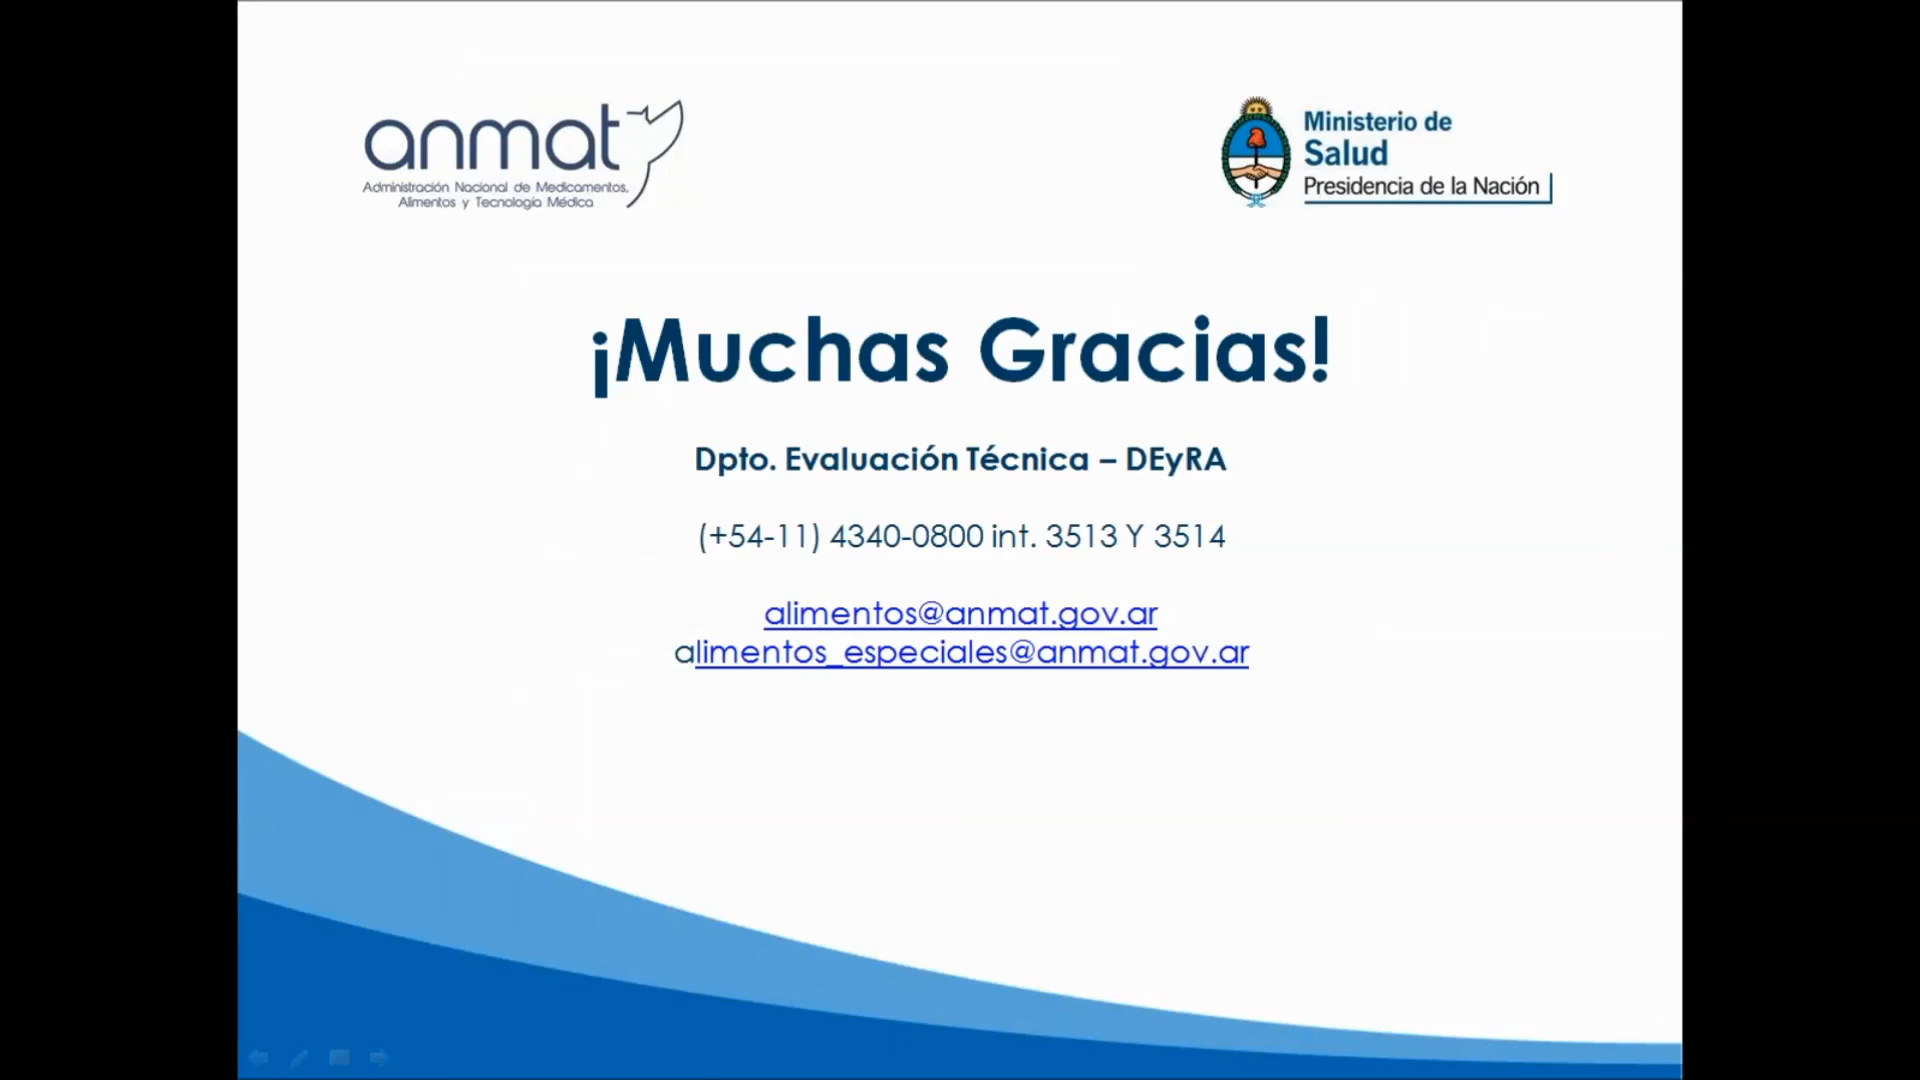 anmat
Administración Nacional de Medicamentos,
Alimentos y Tecnología Médica
Ministerio de
Salud
Presidencia de la Nación
¡Muchas Gracias!
Dpto. Evaluación Técnica – DEyRA
(+54-11) 4340-0800 int. 3513 Y 3514
alimentos@anmat.gov.ar
alimentos_especiales@anmat.gov.ar